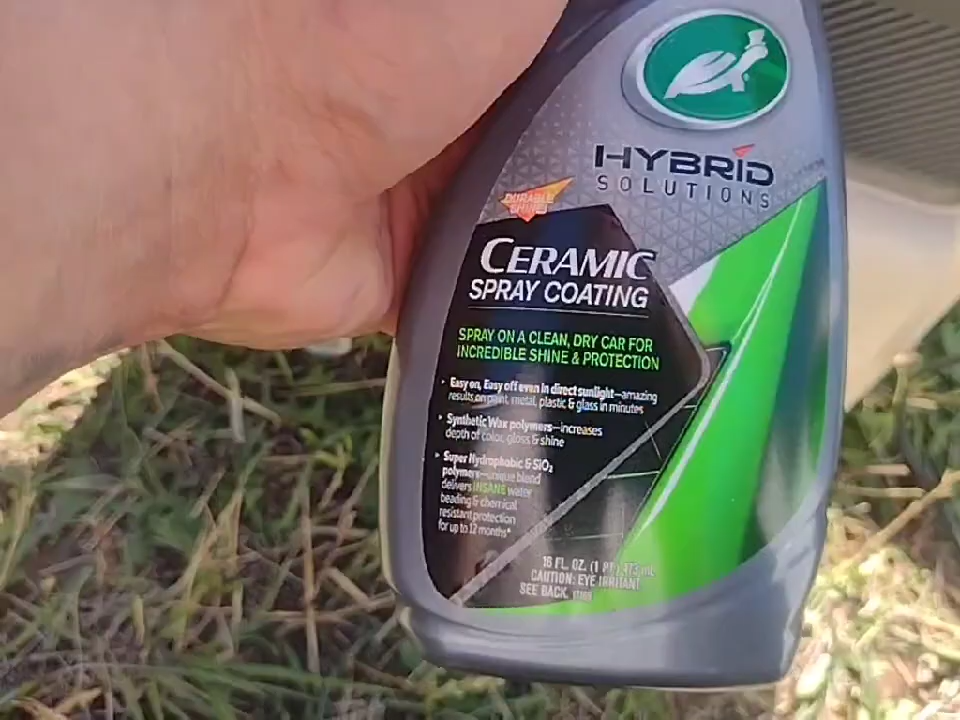 HYBRID
SOLUTIONS
DURABLE
SHINE
CERAMIC
SPRAY COATING
SPRAY ON A CLEAN, DRY CAR FOR
INCREDIBLE SHINE & PROTECTION
• Easy on, Easy off even in direct sunlight—amazing
results on paint, metal, plastic & glass in minutes
• Synthetic Wax polymers—increases
depth of color, gloss & shine
• Super Hydrophobic & SiO₂
polymers—unique blend
delivers INSANE water
beading & chemical
resistant protection
for up to 12 months*
16 FL. OZ. (1 PT.) 473 mL
CAUTION: EYE IRRITANT
SEE BACK.